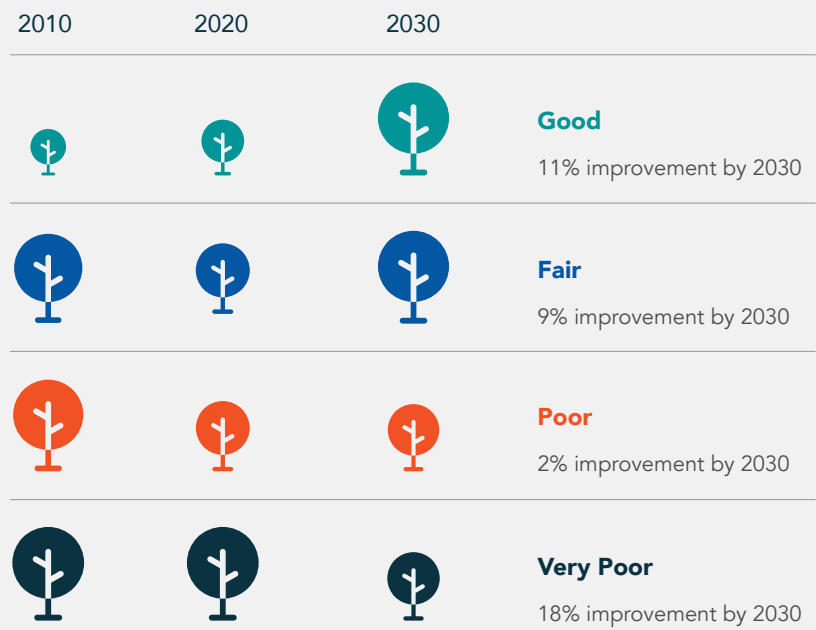 2010 2020 2030
Good
11% improvement by 2030
Fair
9% improvement by 2030
Poor
2% improvement by 2030
Very Poor
18% improvement by 2030